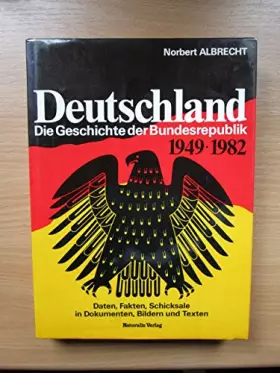 Norbert ALBRECHT
Deutschland
Die Geschichte der Bundesrepublik
1949·1982
Daten, Fakten, Schicksale
in Dokumenten, Bildern und Texten
Naturalis Verlag